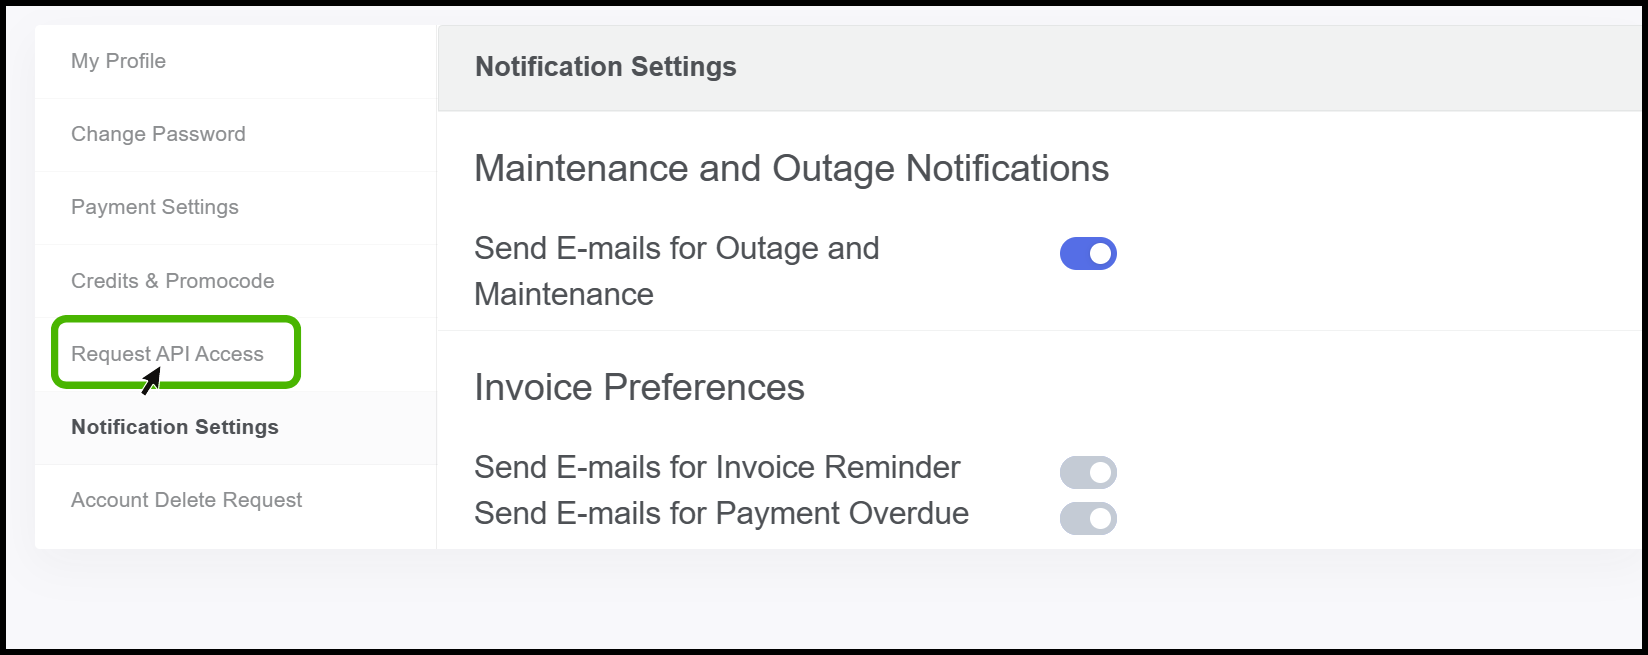 My Profile
Change Password
Payment Settings
Credits & Promocode
Request API Access
Notification Settings
Account Delete Request
Notification Settings
Maintenance and Outage Notifications
Send E-mails for Outage and
Maintenance
Invoice Preferences
Send E-mails for Invoice Reminder
Send E-mails for Payment Overdue